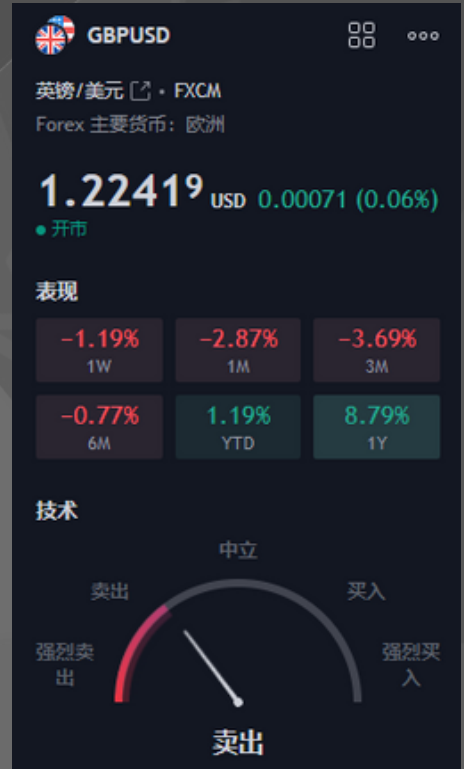 GBPUSD
英镑/美元 • FXCM
Forex 主要货币：欧洲
1.22419 USD 0.00071 (0.06%)
开市
表现
−1.19% −2.87% −3.69%
1W 1M 3M
−0.77% 1.19% 8.79%
6M YTD 1Y
技术
中立
卖出 买入
强烈卖出 强烈买入
卖出